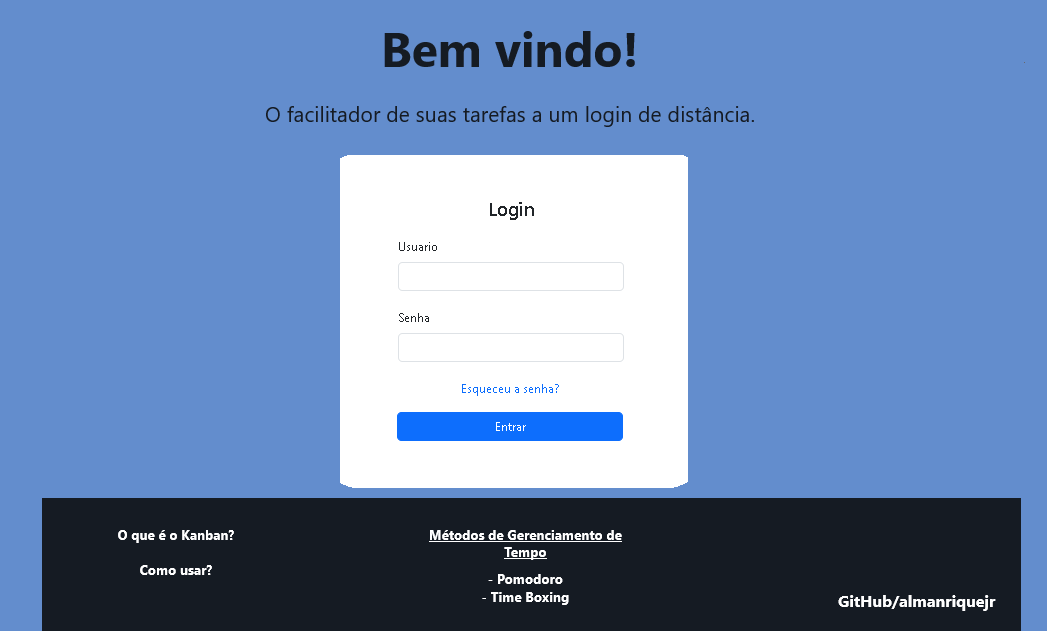 Bem vindo!
O facilitador de suas tarefas a um login de distância.
Login
Usuario
Senha
Esqueceu a senha?
Entrar
O que é o Kanban?
Como usar?
Métodos de Gerenciamento de
Tempo
- Pomodoro
- Time Boxing
GitHub/almanriquejr